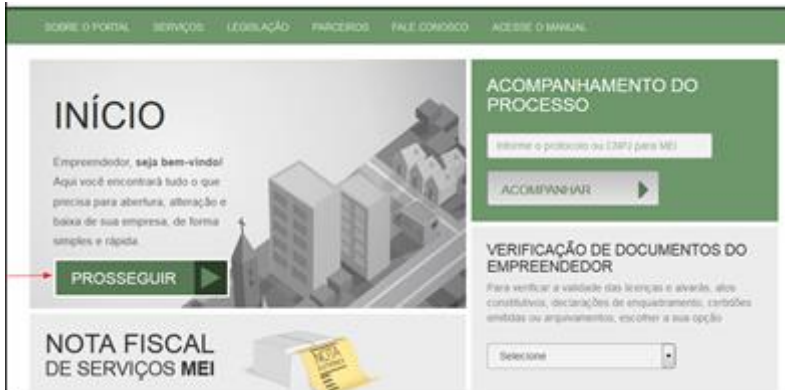 SOBRE O PORTAL SERVIÇOS LEGISLAÇÃO PARCEIROS FALE CONOSCO ACESSE O MANUAL
INÍCIO
Empreendedor, seja bem-vindo!
Aqui você encontrará tudo o que
precisa para abertura, alteração e
baixa de sua empresa, de forma
simples e rápida.
PROSSEGUIR
NOTA FISCAL
DE SERVIÇOS MEI
NOTA
ACOMPANHAMENTO DO
PROCESSO
Informe o protocolo ou CNPJ para MEI
ACOMPANHAR
VERIFICAÇÃO DE DOCUMENTOS DO
EMPREENDEDOR
Para verificar a validade das licenças e alvarás, atos
constitutivos, declarações de enquadramento, certidões
emitidas ou arquivamentos, escolher a sua opção
Selecione